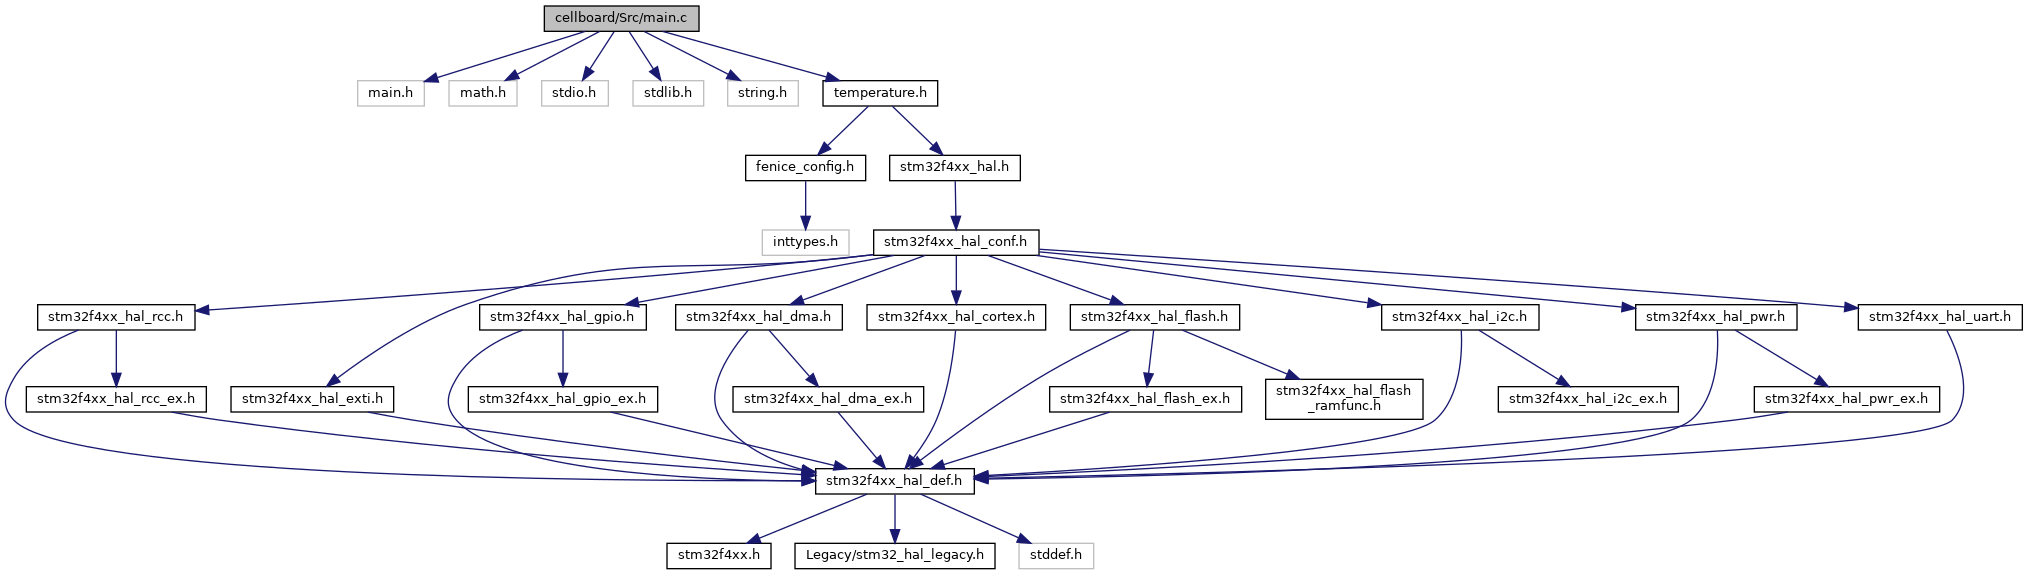 cellboard/Src/main.c
main.h
math.h
stdio.h
stdlib.h
string.h
temperature.h
fenice_config.h
stm32f4xx_hal.h
inttypes.h
stm32f4xx_hal_conf.h
stm32f4xx_hal_rcc.h
stm32f4xx_hal_gpio.h
stm32f4xx_hal_dma.h
stm32f4xx_hal_cortex.h
stm32f4xx_hal_flash.h
stm32f4xx_hal_i2c.h
stm32f4xx_hal_pwr.h
stm32f4xx_hal_uart.h
stm32f4xx_hal_rcc_ex.h
stm32f4xx_hal_exti.h
stm32f4xx_hal_gpio_ex.h
stm32f4xx_hal_dma_ex.h
stm32f4xx_hal_flash_ex.h
stm32f4xx_hal_flash
_ramfunc.h
stm32f4xx_hal_i2c_ex.h
stm32f4xx_hal_pwr_ex.h
stm32f4xx_hal_def.h
stm32f4xx.h
Legacy/stm32_hal_legacy.h
stddef.h